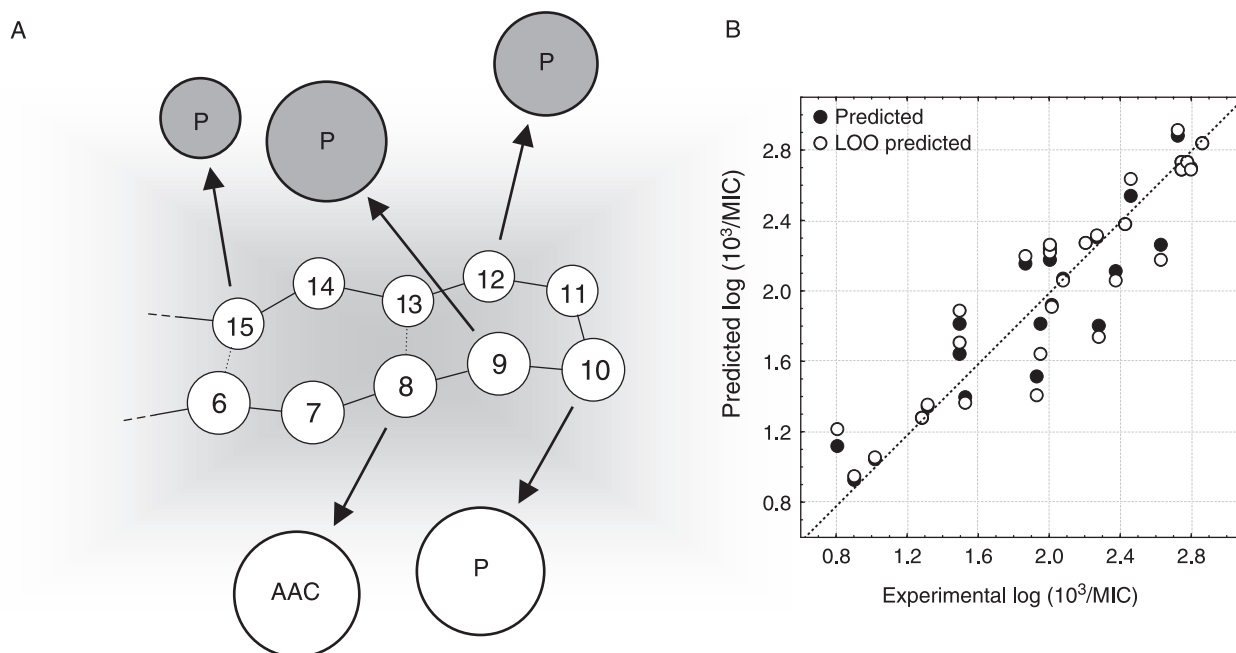 A
B
P
P
P
14
13
12
11
15
6
7
8
9
10
AAC
P
Predicted
LOO predicted
Predicted log (10³/MIC)
2.8
2.4
2.0
1.6
1.2
0.8
0.8 1.2 1.6 2.0 2.4 2.8
Experimental log (10³/MIC)